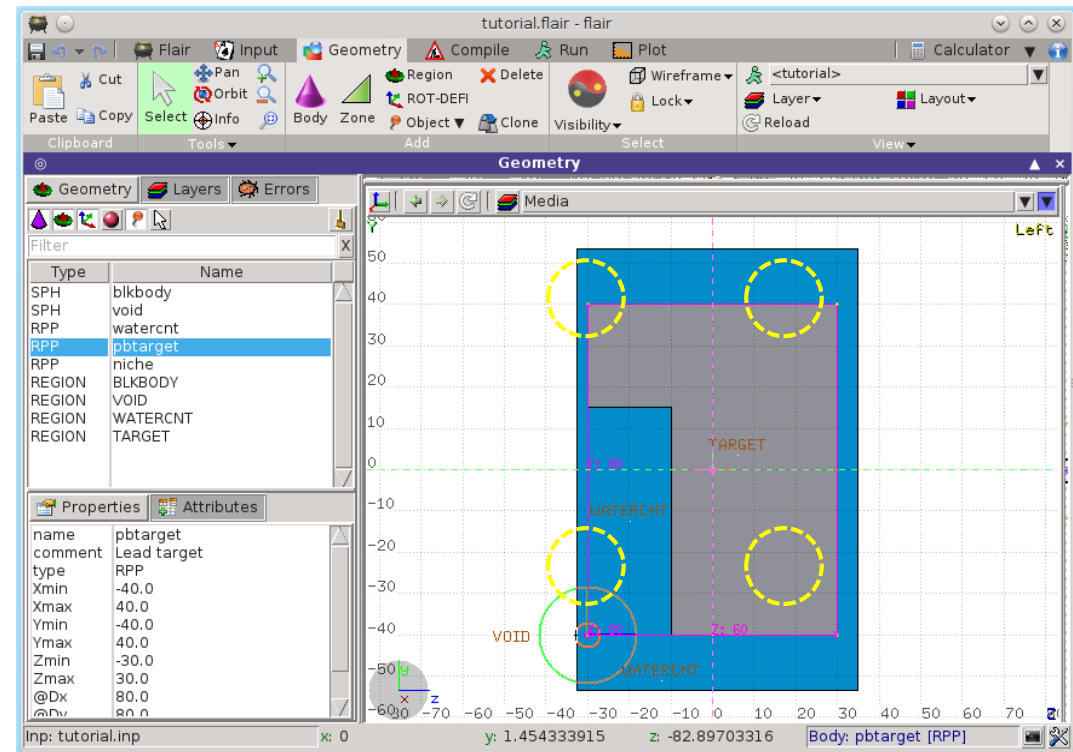 tutorial.flair - flair
Flair Input Geometry Compile Run Plot Calculator
Paste Cut Copy Select Pan Orbit Info Body Zone Region ROT-DEFI Object Delete Clone Visibility Wireframe Lock <tutorial> Layer Reload Layout
Clipboard Tools Add Select View
Geometry
Geometry Layers Errors
Filter X
Type Name
SPH blkbody
SPH void
RPP watercnt
RPP pbtarget
RPP niche
REGION BLKBODY
REGION VOID
REGION WATERCNT
REGION TARGET
Properties Attributes
name pbtarget
comment Lead target
type RPP
Xmin -40.0
Xmax 40.0
Ymin -40.0
Ymax 40.0
Zmin -30.0
Zmax 30.0
@Dx 80.0
@Dy 80.0
Media
Y Left
50
40
30
20
10
0
-10
-20
-30
-40
-50
TARGET
WATERCNT
VOID
Z: 60
WATERCNT
y
x z
-70 -60 -50 -40 -30 -20 -10 0 10 20 30 40 50 60 70
Inp: tutorial.inp x: 0 y: 1.454333915 z: -82.89703316 Body: pbtarget [RPP]